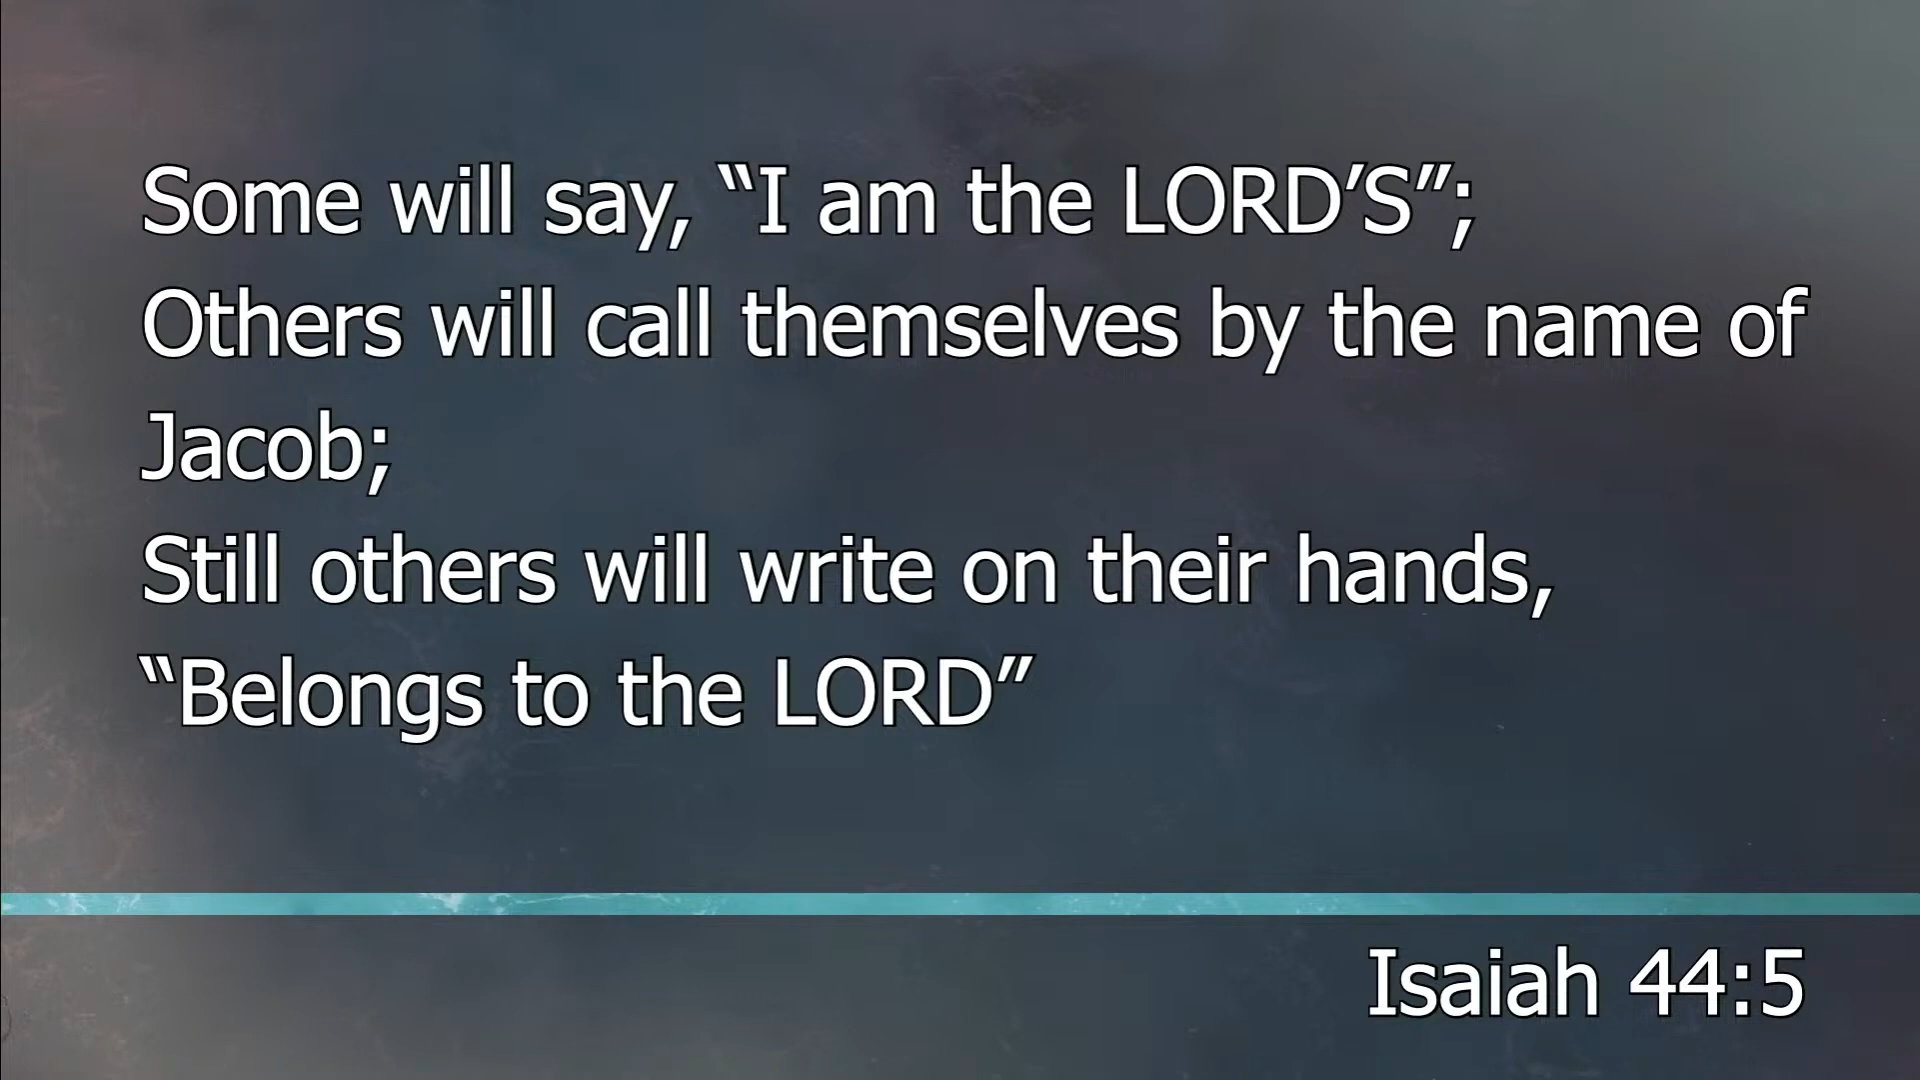 Some will say, “I am the LORD’S”;
Others will call themselves by the name of
Jacob;
Still others will write on their hands,
“Belongs to the LORD”
Isaiah 44:5